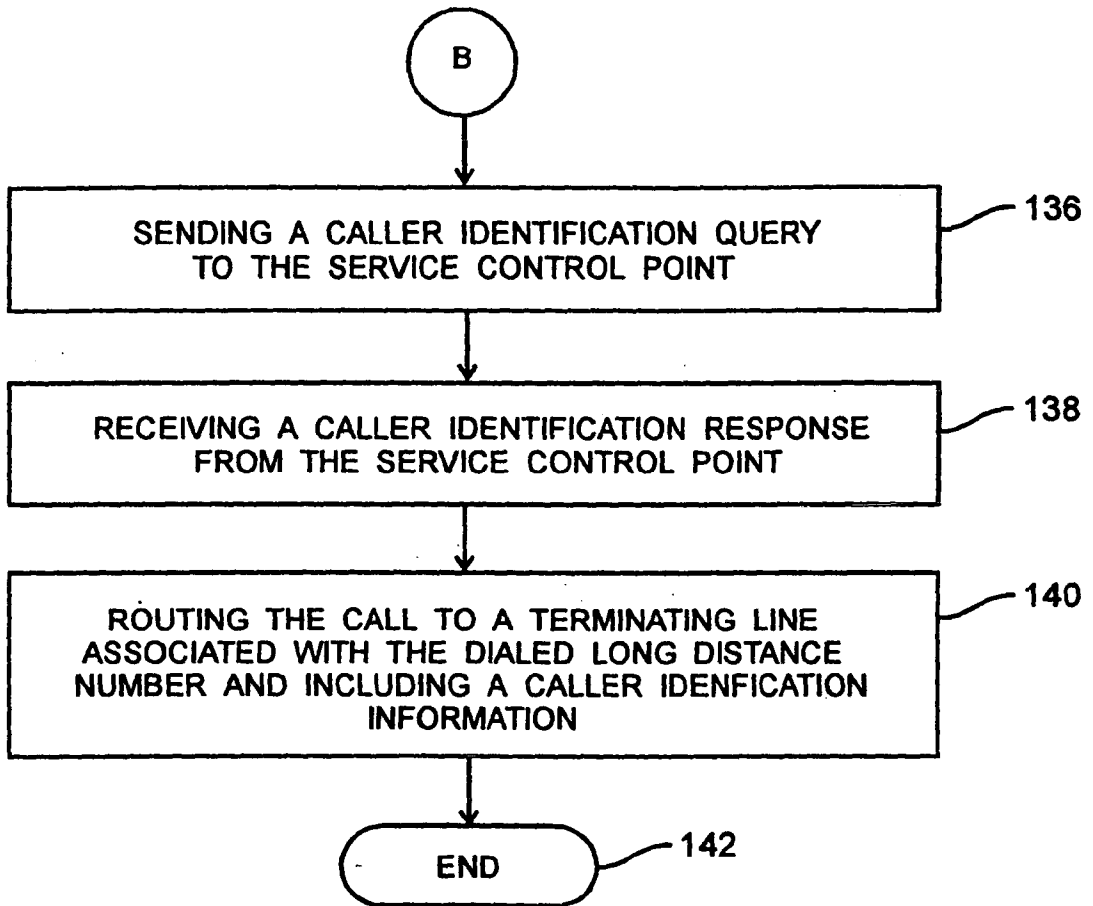 B
SENDING A CALLER IDENTIFICATION QUERY
TO THE SERVICE CONTROL POINT
136
RECEIVING A CALLER IDENTIFICATION RESPONSE
FROM THE SERVICE CONTROL POINT
138
ROUTING THE CALL TO A TERMINATING LINE
ASSOCIATED WITH THE DIALED LONG DISTANCE
NUMBER AND INCLUDING A CALLER IDENFICATION
INFORMATION
140
END
142